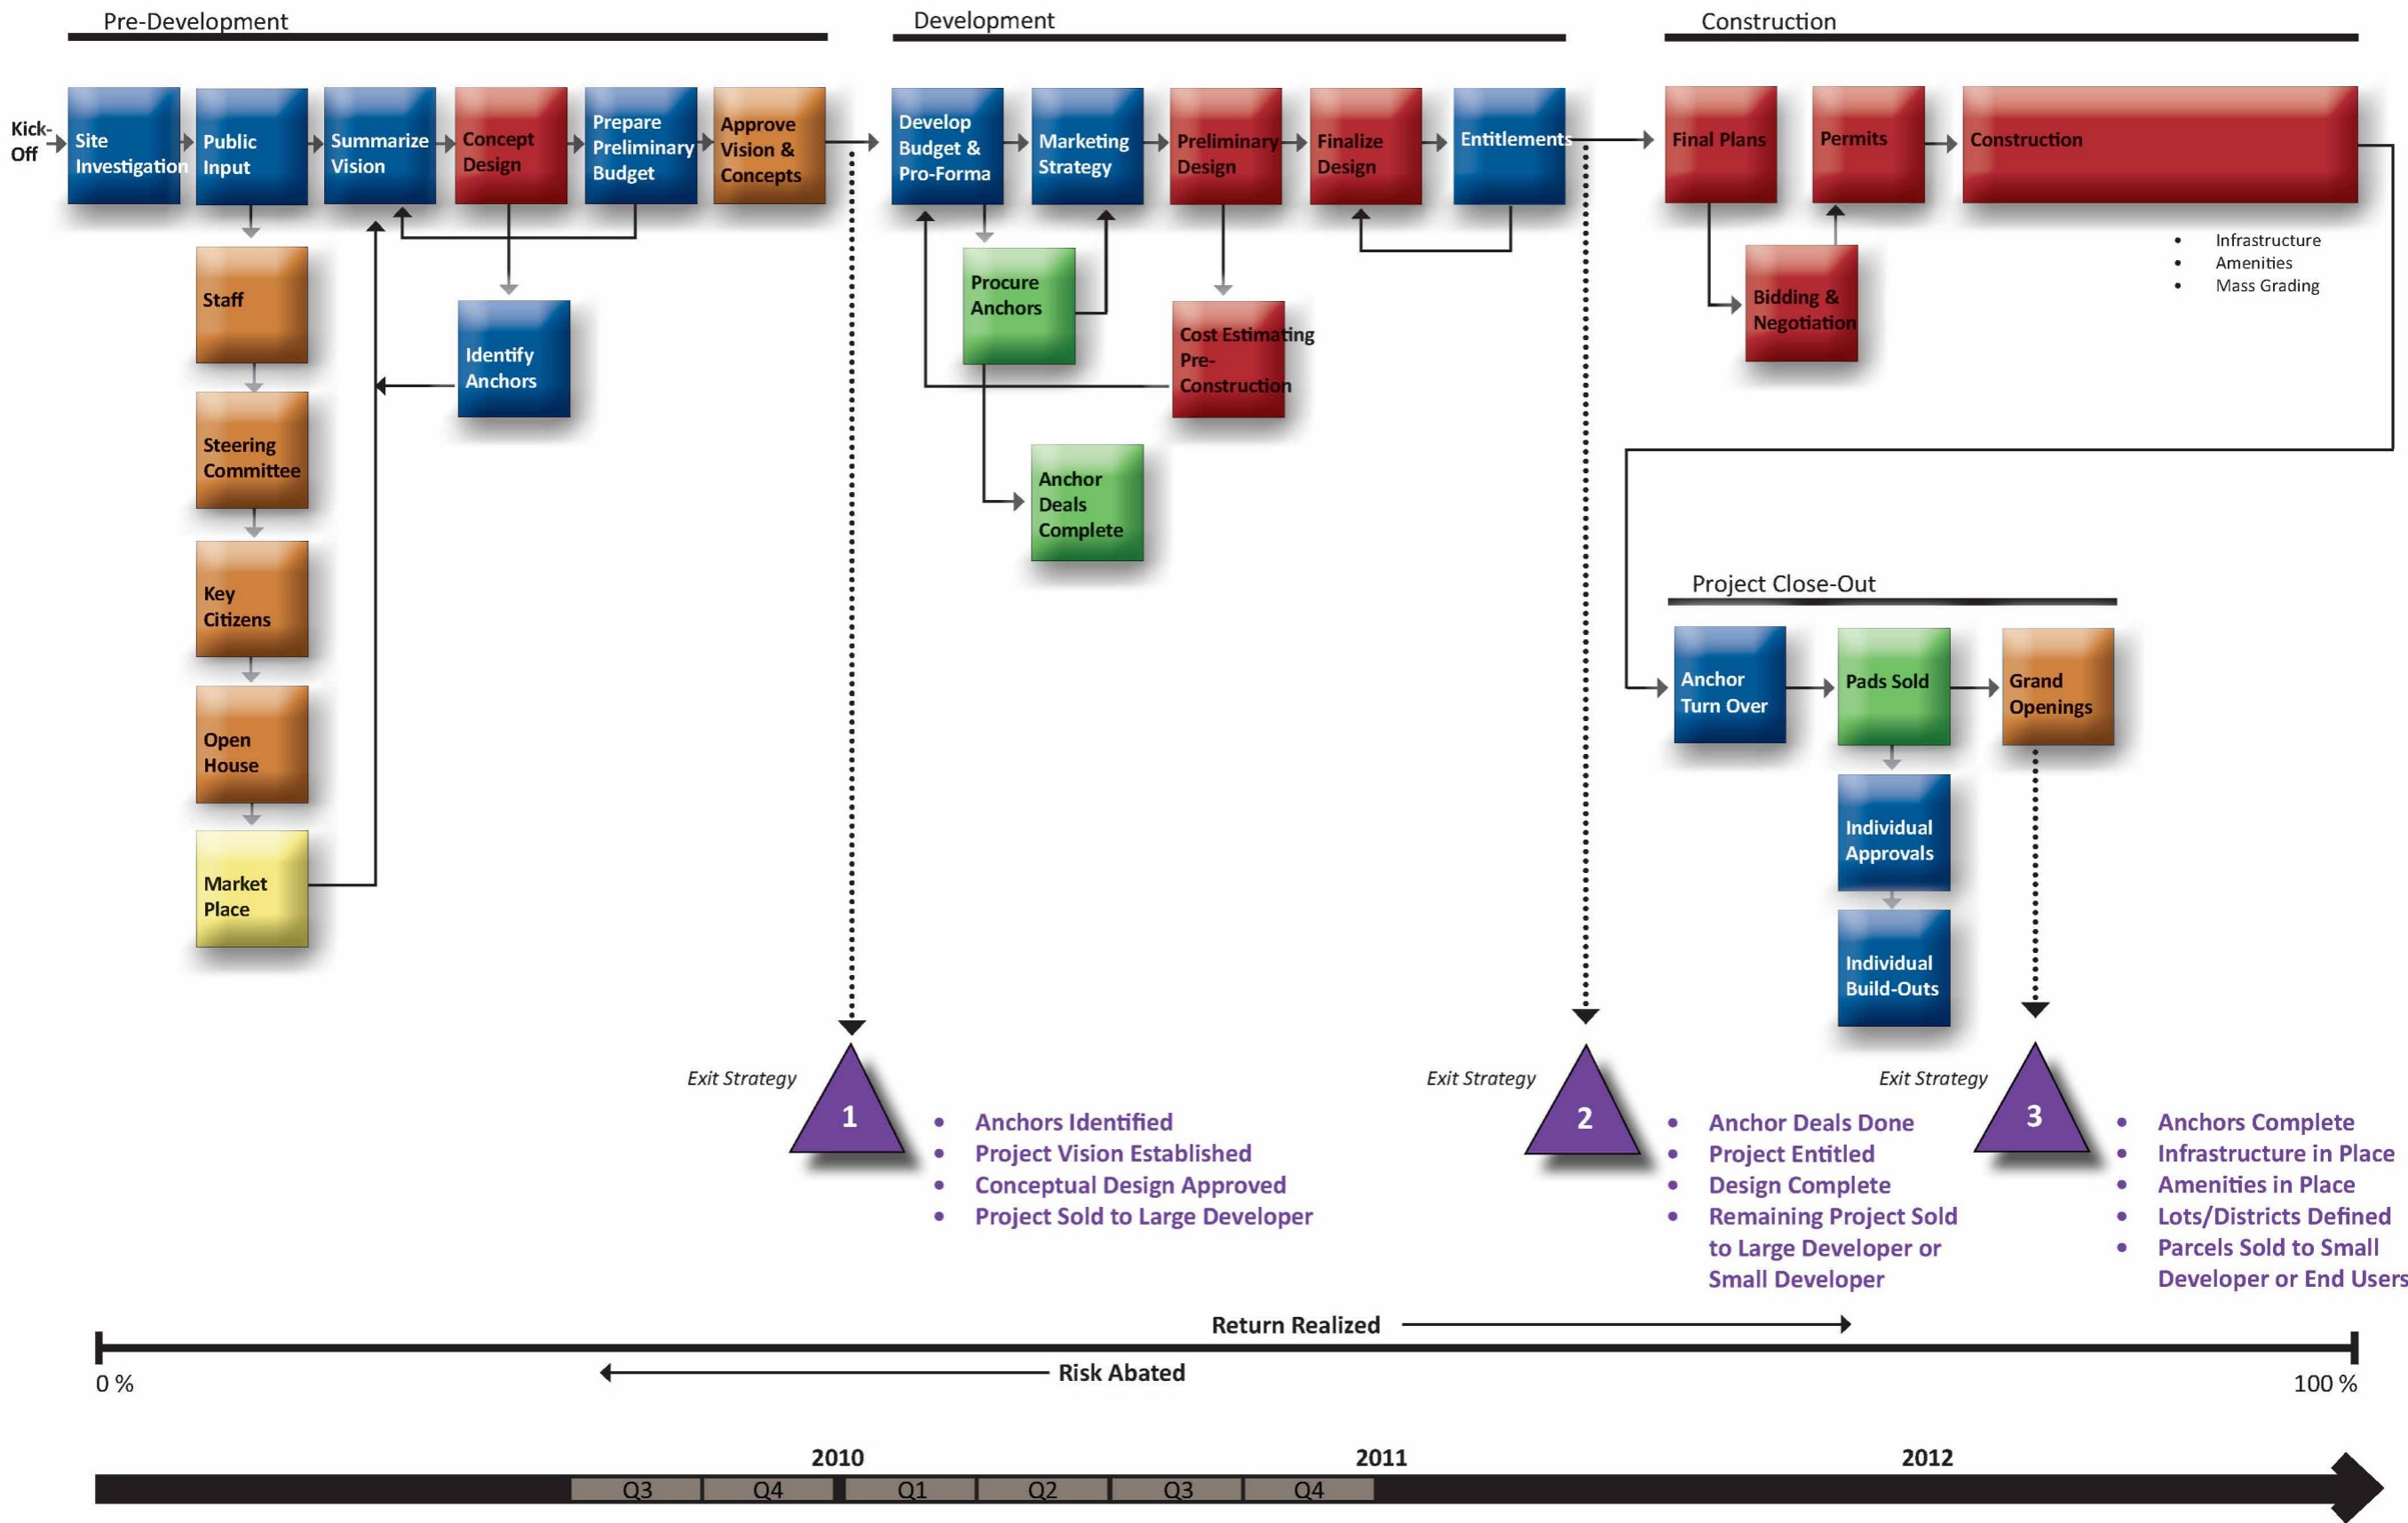 Pre-Development
Development
Construction
Kick-
Off
Site
Investigation
Public
Input
Summarize
Vision
Concept
Design
Prepare
Preliminary
Budget
Approve
Vision &
Concepts
Develop
Budget &
Pro-Forma
Marketing
Strategy
Preliminary
Design
Finalize
Design
Entitlements
Final Plans
Permits
Construction
• Infrastructure
• Amenities
• Mass Grading
Staff
Steering
Committee
Key
Citizens
Open
House
Market
Place
Identify
Anchors
Procure
Anchors
Cost Estimating
Pre-
Construction
Anchor
Deals
Complete
Bidding &
Negotiation
Project Close-Out
Anchor
Turn Over
Pads Sold
Grand
Openings
Individual
Approvals
Individual
Build-Outs
Exit Strategy
1
• Anchors Identified
• Project Vision Established
• Conceptual Design Approved
• Project Sold to Large Developer
Exit Strategy
2
• Anchor Deals Done
• Project Entitled
• Design Complete
• Remaining Project Sold
to Large Developer or
Small Developer
Exit Strategy
3
• Anchors Complete
• Infrastructure in Place
• Amenities in Place
• Lots/Districts Defined
• Parcels Sold to Small
Developer or End Users
Return Realized
Risk Abated
0 %
100 %
2010
2011
2012
Q3
Q4
Q1
Q2
Q3
Q4